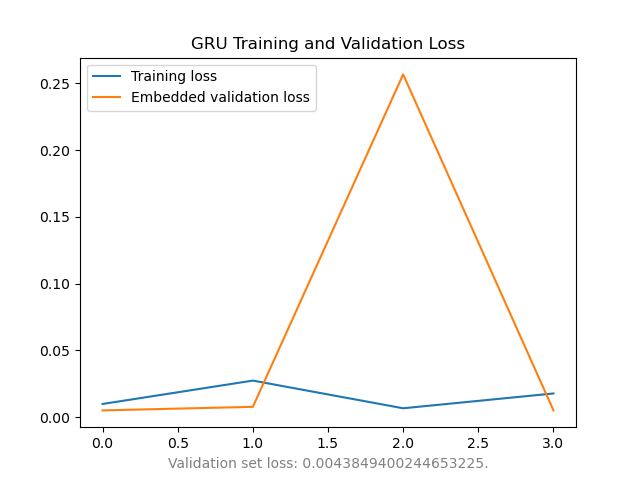 GRU Training and Validation Loss
Training loss
Embedded validation loss
0.25
0.20
0.15
0.10
0.05
0.00
0.0 0.5 1.0 1.5 2.0 2.5 3.0
Validation set loss: 0.0043849400244653225.